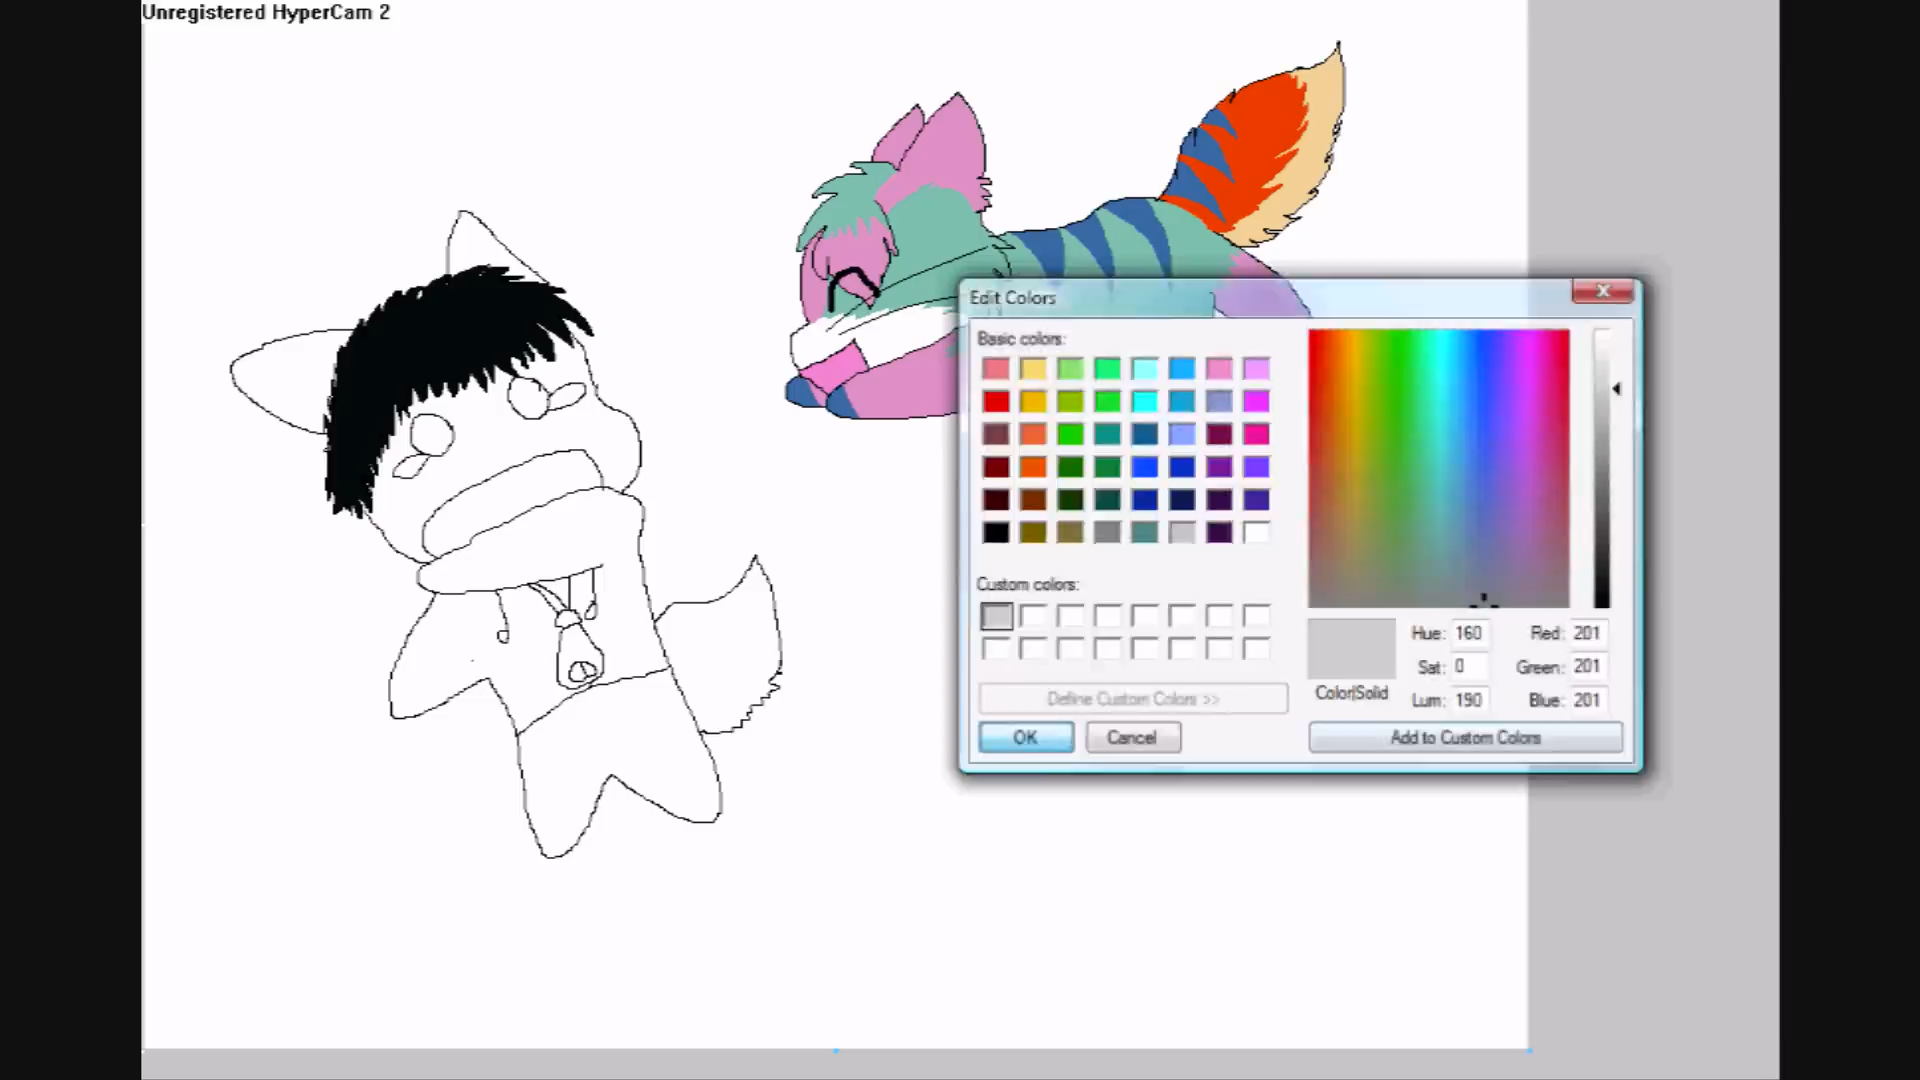 Unregistered HyperCam 2
Edit Colors
Basic colors:
Custom colors:
Define Custom Colors >>
OK
Cancel
Color|Solid
Hue: 160
Sat: 0
Lum: 190
Red: 201
Green: 201
Blue: 201
Add to Custom Colors